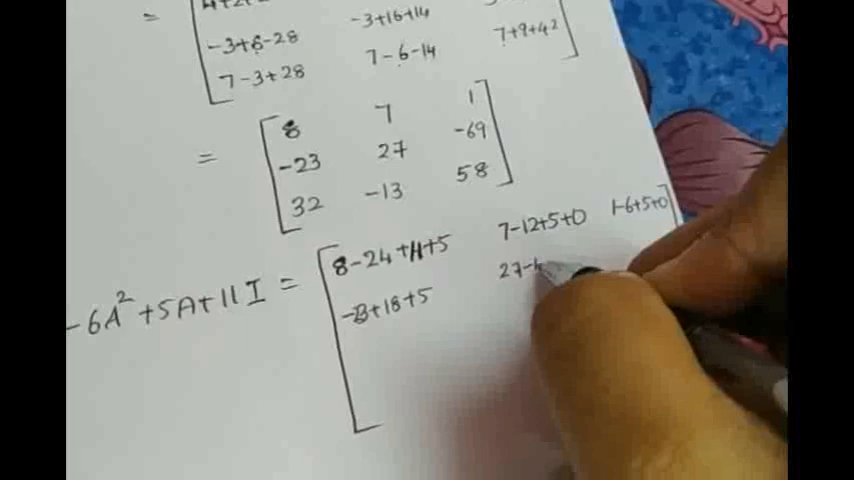 =
-3+6-28 -3+16+14 7+9+42
7-3+28 7-6-14
= 8 7 1
-23 27 -69
32 -13 58
-6A²+5A+11I = 8-24+11+5 7-12+5+0 1-6+5+0
+18+5 27-